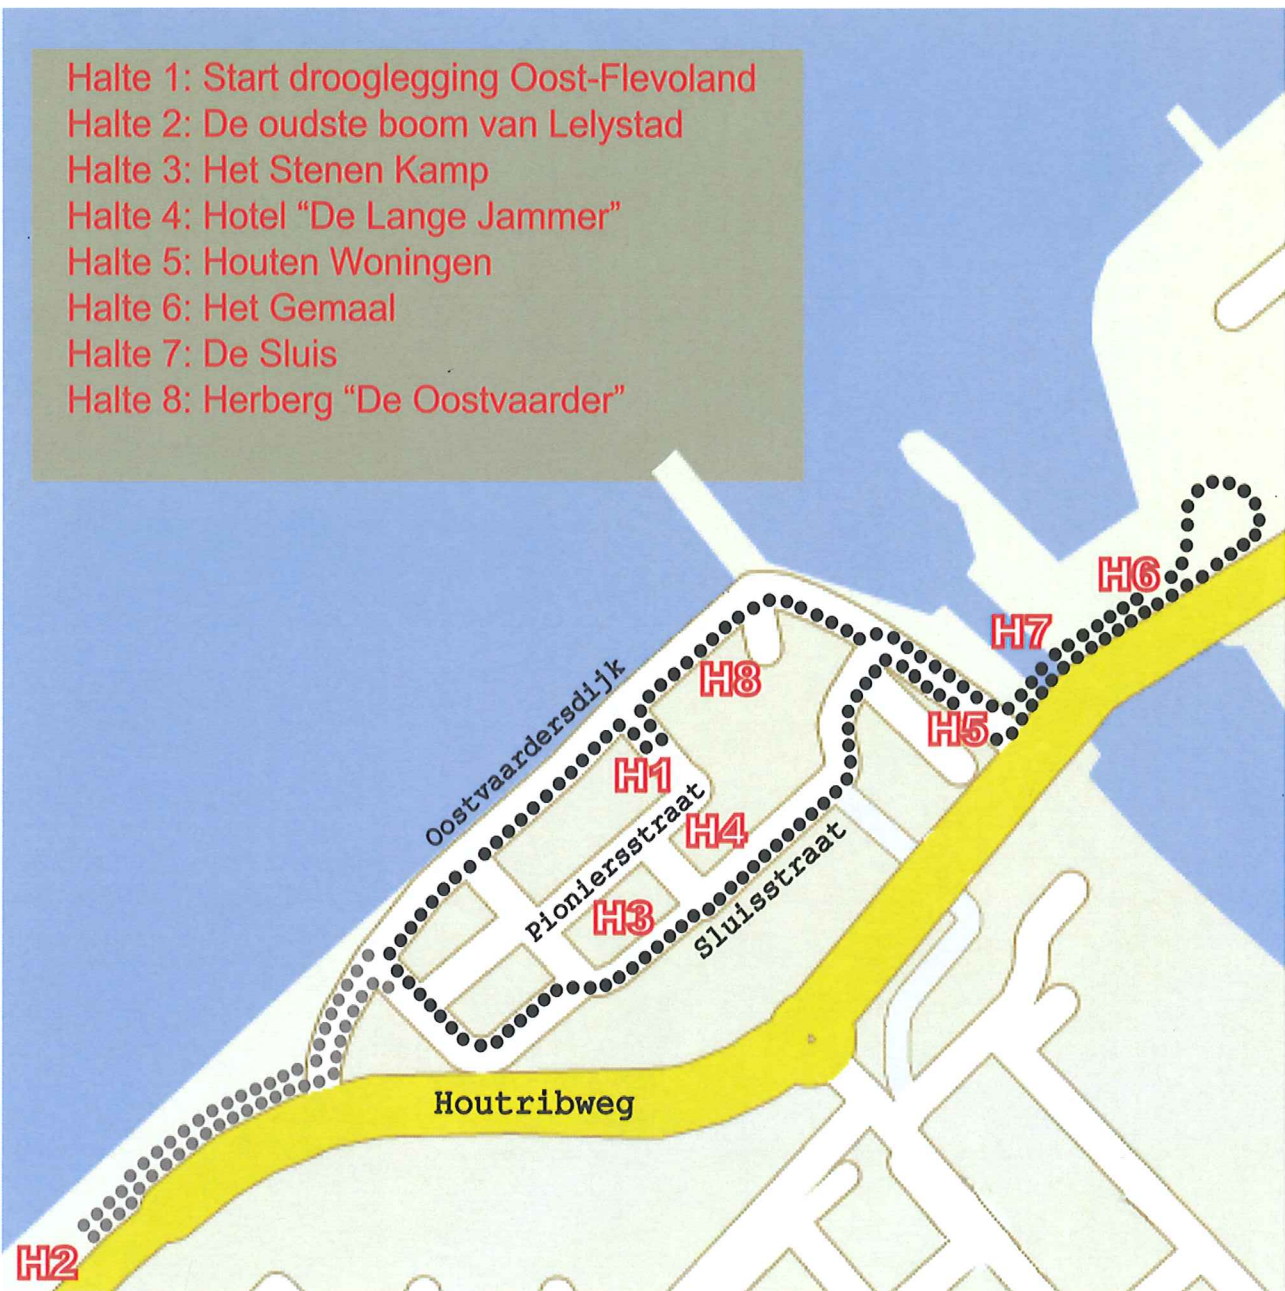 Halte 1: Start drooglegging Oost-Flevoland
Halte 2: De oudste boom van Lelystad
Halte 3: Het Stenen Kamp
Halte 4: Hotel “De Lange Jammer”
Halte 5: Houten Woningen
Halte 6: Het Gemaal
Halte 7: De Sluis
Halte 8: Herberg “De Oostvaarder”
H6
H7
H8
H5
Oostvaardersdijk
H1
Pioniersstraat
H4
H3
Sluisstraat
Houtribweg
H2